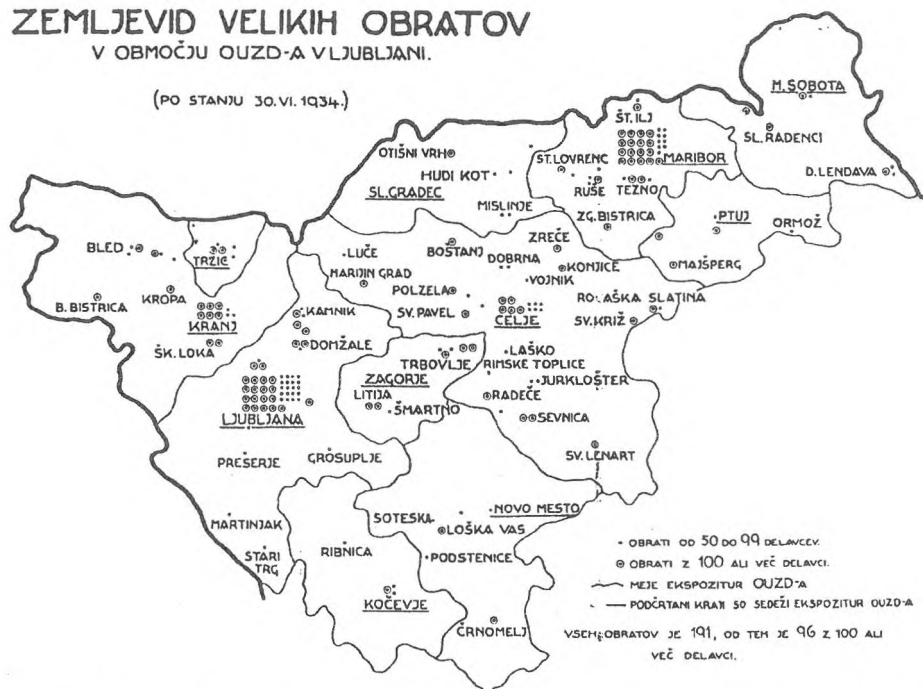 ZEMLJEVID VELIKIH OBRATOV
V OBMOČJU OUZD-A V LJUBLJANI.
(PO STANJU 30.VI.1934.)
M.SOBOTA
ŠT.ILJ
SL.RADENCI
OTIŠNI VRH
ST.LOVRENC
MARIBOR
HUDI KOT
D.LENDAVA
SL.GRADEC
RUŠE
TEZNO
MISLINJE
ZG.BISTRICA
PTUJ
ORMOŽ
BLED
TRŽIČ
LUČE
BOŠTANJ
ZREČE
DOBRNA
KONJICE
MAJŠPERG
MARIJIN GRAD
VOJNIK
B.BISTRICA
KROPA
POLZELA
ROGAŠKA SLATINA
KAMNIK
SV.PAVEL
CELJE
SV.KRIŽ
KRANJ
ŠK.LOKA
DOMŽALE
LAŠKO
TRBOVLJE
RIMSKE TOPLICE
ZAGORJE
JURKLOŠTER
LITIJA
RADEČE
ŠMARTNO
SEVNICA
LJUBLJANA
PREŠERJE
GROSUPLJE
SV.LENART
NOVO MESTO
MARTINJAK
SOTESKA
LOŠKA VAS
STARI
TRG
RIBNICA
PODSTENICE
KOČEVJE
ČRNOMELJ
OBRATI OD 50 DO 99 DELAVCEV.
OBRATI Z 100 ALI VEČ DELAVCI.
MEJE EKSPOZITUR OUZD-A
PODČRTANI KRAJI SO SEDEŽI EKSPOZITUR OUZD-A
VSEH OBRATOV JE 191, OD TEH JE 96 Z 100 ALI
VEČ DELAVCI.